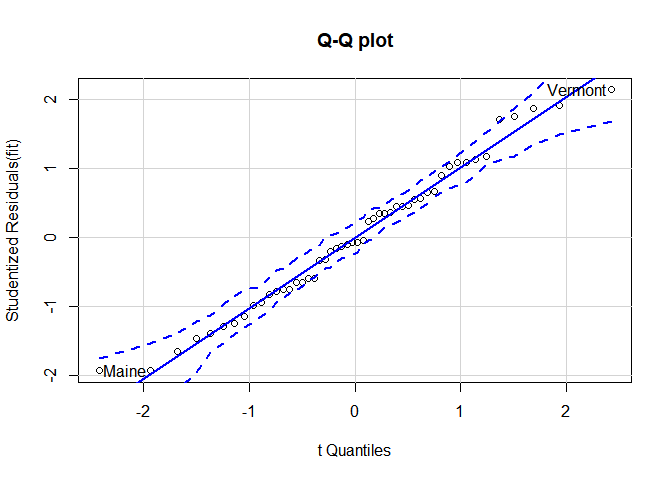 Q-Q plot
Studentized Residuals(fit)
2
1
0
-1
-2
Vermont
Maine
-2
-1
0
1
2
t Quantiles